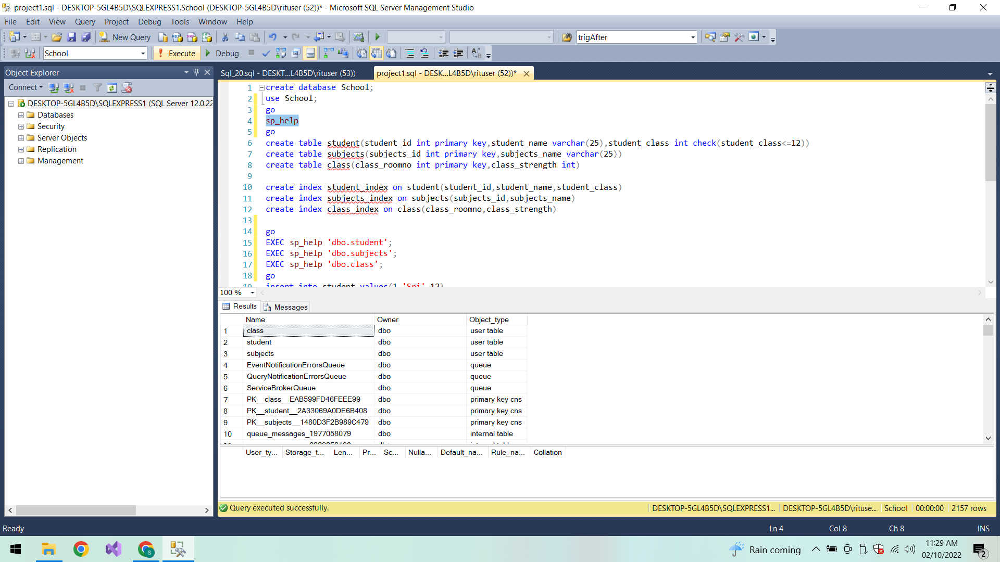 project1.sql - DESKTOP-5GL4B5D\SQLEXPRESS1.School (DESKTOP-5GL4B5D\rituser (52))* - Microsoft SQL Server Management Studio
File Edit View Query Project Debug Tools Window Help
New Query trigAfter
School Execute Debug
Object Explorer
Connect
DESKTOP-5GL4B5D\SQLEXPRESS1 (SQL Server 12.0.22
Databases
Security
Server Objects
Replication
Management
Sql_20.sql - DESKT...L4B5D\rituser (53)) project1.sql - DESK...L4B5D\rituser (52))*
1 create database School;
2 use School;
3 go
4 sp_help
5 go
6 create table student(student_id int primary key,student_name varchar(25),student_class int check(student_class<=12))
7 create table subjects(subjects_id int primary key,subjects_name varchar(25))
8 create table class(class_roomno int primary key,class_strength int)
9
10 create index student_index on student(student_id,student_name,student_class)
11 create index subjects_index on subjects(subjects_id,subjects_name)
12 create index class_index on class(class_roomno,class_strength)
13
14 go
15 EXEC sp_help 'dbo.student';
16 EXEC sp_help 'dbo.subjects';
17 EXEC sp_help 'dbo.class';
18 go
19 insert into student values(1,'Sri',12)
100 %
Results Messages
Name Owner Object_type
1 class dbo user table
2 student dbo user table
3 subjects dbo user table
4 EventNotificationErrorsQueue dbo queue
5 QueryNotificationErrorsQueue dbo queue
6 ServiceBrokerQueue dbo queue
7 PK__class__EAB599FD46FEEE99 dbo primary key cns
8 PK__student__2A33069A0DE6B408 dbo primary key cns
9 PK__subjects__1480D3F2B989C479 dbo primary key cns
10 queue_messages_1977058079 dbo internal table
User_ty... Storage_t... Len... Pr... Sc... Nulla... Default_na... Rule_na... Collation
Query executed successfully. DESKTOP-5GL4B5D\SQLEXPRESS1... DESKTOP-5GL4B5D\rituse... School 00:00:00 2157 rows
Ready Ln 4 Col 8 Ch 8 INS
Rain coming
11:29 AM
02/10/2022
2